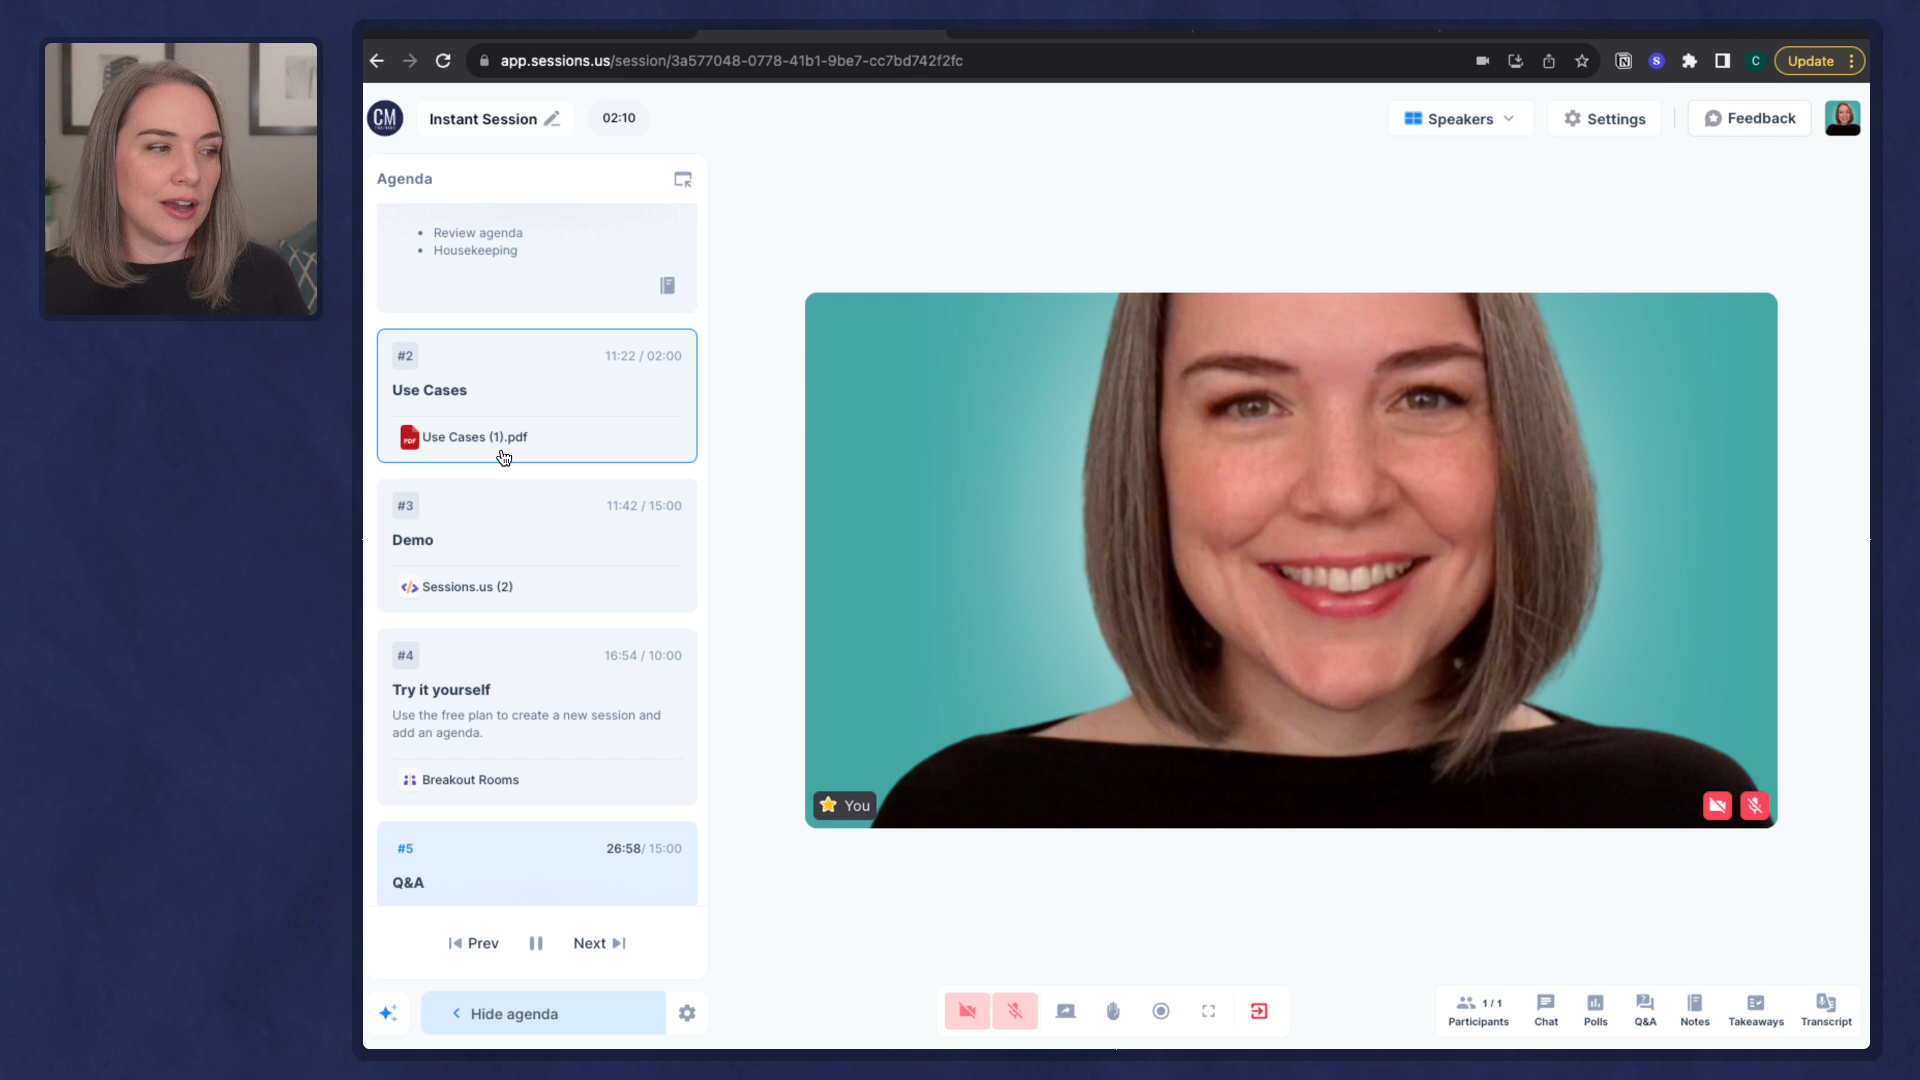 app.sessions.us/session/3a577048-0778-41b1-9be7-cc7bd742f2fc
S
C
Update
CM
Instant Session
02:10
Speakers
Settings
Feedback
Agenda
• Review agenda
• Housekeeping
#2
11:22 / 02:00
Use Cases
PDF
Use Cases (1).pdf
#3
11:42 / 15:00
Demo
Sessions.us (2)
#4
16:54 / 10:00
Try it yourself
Use the free plan to create a new session and
add an agenda.
Breakout Rooms
#5
26:58/ 15:00
Q&A
Prev
Next
Hide agenda
You
1 / 1
Participants
Chat
Polls
Q&A
Notes
Takeaways
Transcript